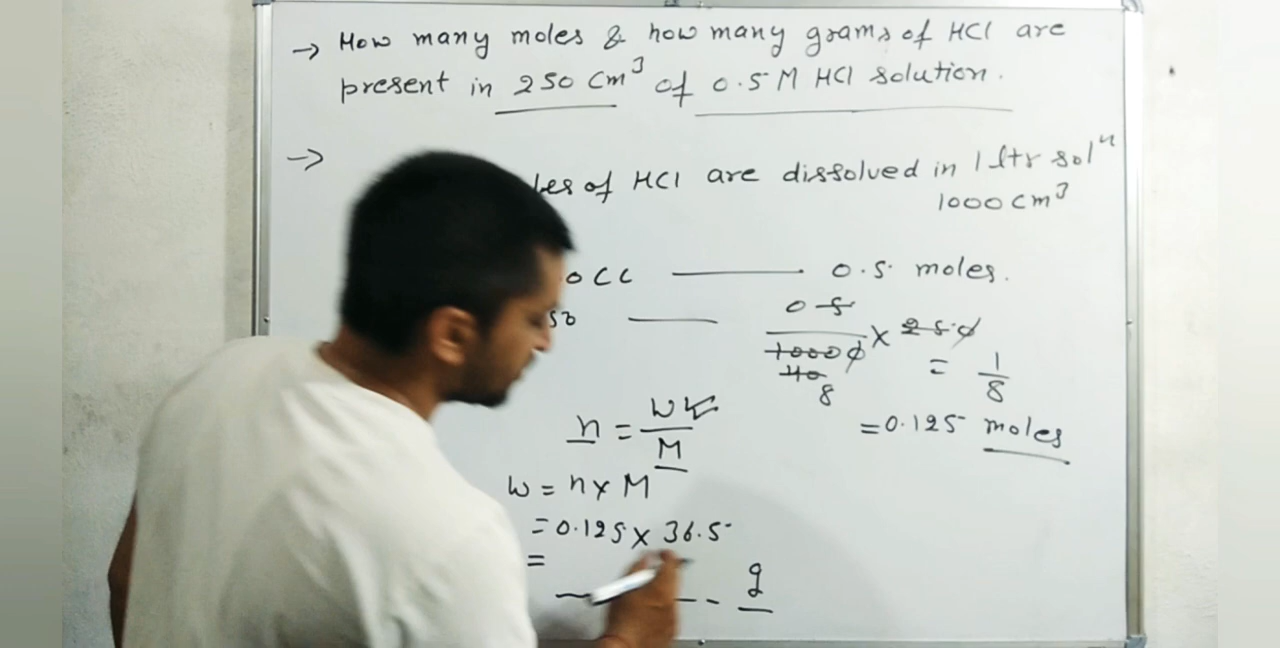 → How many moles & how many grams of HCl are
present in 250 cm³ of 0.5 M HCl solution.
→
of HCl are dissolved in 1 ltr solⁿ
1000 cm³
CC — 0.5 moles.
—
0.5 / 1000 × 250
40
8
= 1/8
= 0.125 moles
n = W / M
W = n × M
= 0.125 × 36.5
=
g